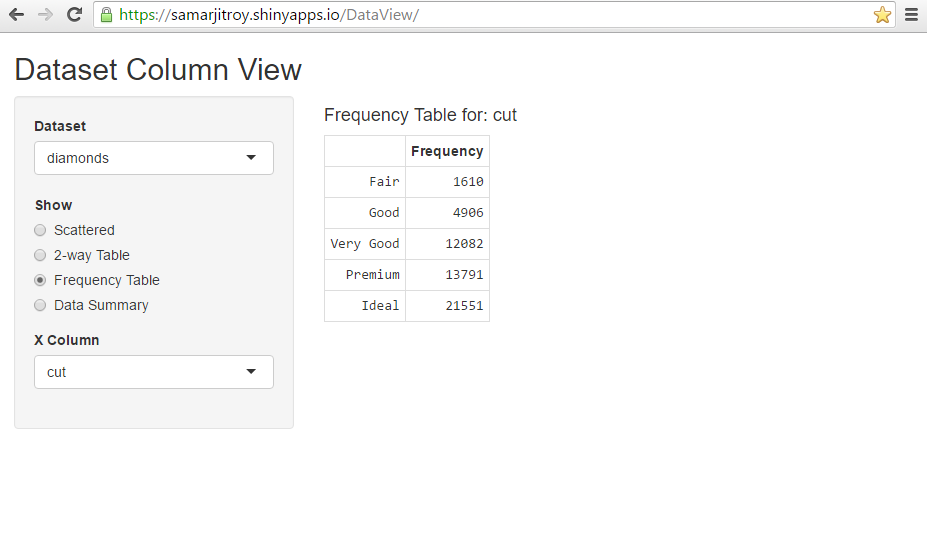 https://samarjitroy.shinyapps.io/DataView/
Dataset Column View
Dataset
diamonds
Show
Scattered
2-way Table
Frequency Table
Data Summary
X Column
cut
Frequency Table for: cut
Frequency
Fair 1610
Good 4906
Very Good 12082
Premium 13791
Ideal 21551